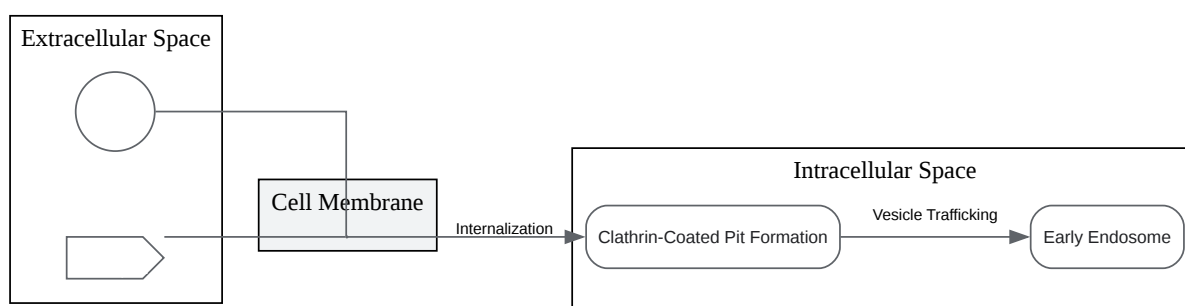 Extracellular Space
Cell Membrane
Internalization
Intracellular Space
Clathrin-Coated Pit Formation
Vesicle Trafficking
Early Endosome